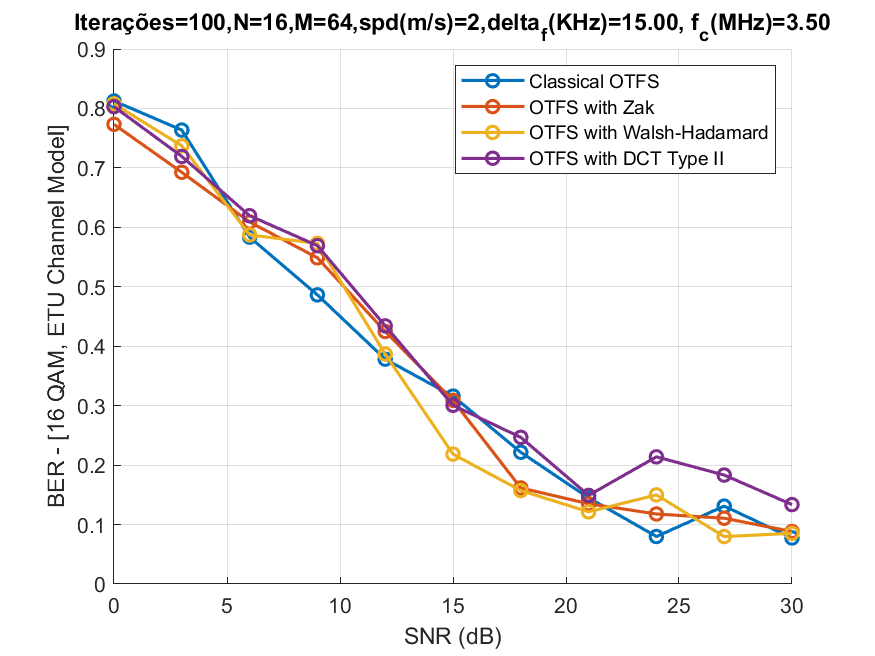 Iterações=100,N=16,M=64,spd(m/s)=2,delta_f(KHz)=15.00, f_c(MHz)=3.50
0.9
0.8
0.7
0.6
0.5
0.4
0.3
0.2
0.1
0
BER - [16 QAM, ETU Channel Model]
Classical OTFS
OTFS with Zak
OTFS with Walsh-Hadamard
OTFS with DCT Type II
0 5 10 15 20 25 30
SNR (dB)